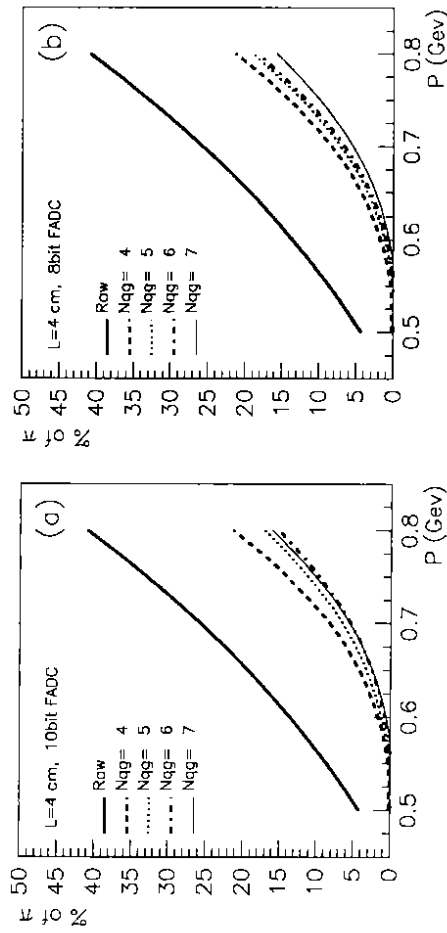 % of π
50
45
40
35
30
25
20
15
10
5
0
L=4 cm, 10bit FADC
(a)
Raw
Nqg= 4
Nqg= 5
Nqg= 6
Nqg= 7
0.5
0.6
0.7
0.8
P (Gev)
% of π
50
45
40
35
30
25
20
15
10
5
0
L=4 cm, 8bit FADC
(b)
Raw
Nqg= 4
Nqg= 5
Nqg= 6
Nqg= 7
0.5
0.6
0.7
0.8
P (Gev)